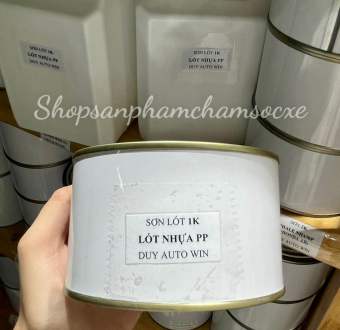 SƠN LÓT 1K
LÓT NHỰA PP
DUY AUTO WIN
Shopsanphamchamsocxe
SƠN LÓT 1K
LÓT NHỰA PP
DUY AUTO WIN